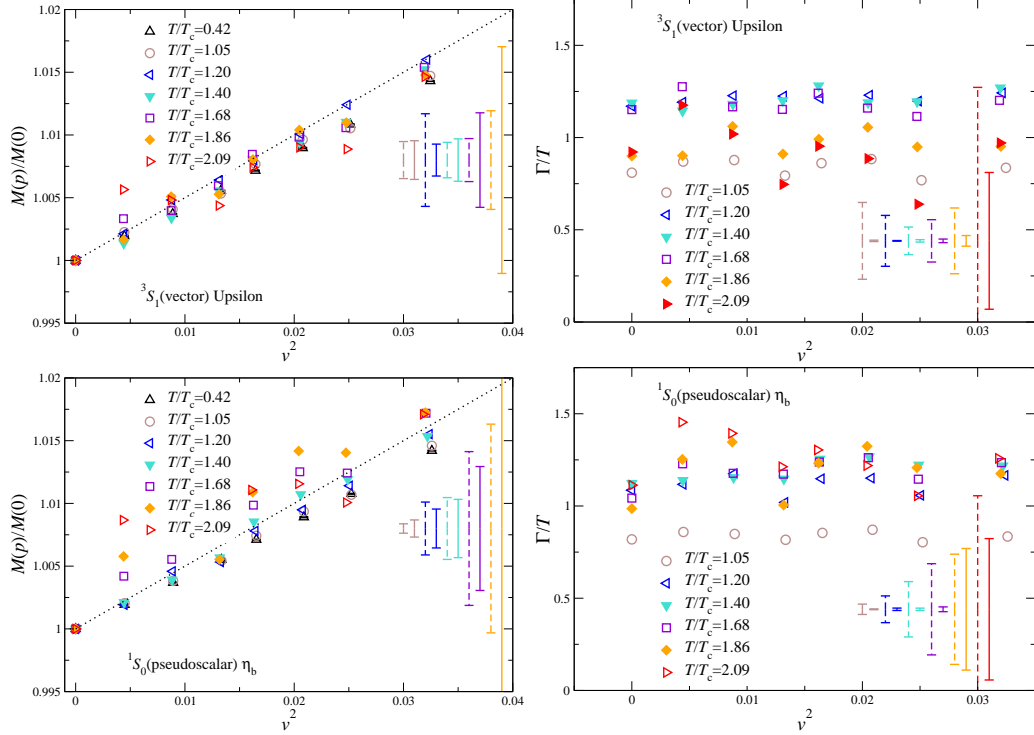 1.02
1.015
1.01
1.005
1
0.995
M(p)/M(0)
T/Tc=0.42
T/Tc=1.05
T/Tc=1.20
T/Tc=1.40
T/Tc=1.68
T/Tc=1.86
T/Tc=2.09
³S₁(vector) Upsilon
0 0.01 0.02 0.03 0.04
v²
³S₁(vector) Upsilon
1.5
1
0.5
0
Γ/T
T/Tc=1.05
T/Tc=1.20
T/Tc=1.40
T/Tc=1.68
T/Tc=1.86
T/Tc=2.09
0 0.01 0.02 0.03
v²
1.02
1.015
1.01
1.005
1
0.995
M(p)/M(0)
T/Tc=0.42
T/Tc=1.05
T/Tc=1.20
T/Tc=1.40
T/Tc=1.68
T/Tc=1.86
T/Tc=2.09
¹S₀(pseudoscalar) η_b
0 0.01 0.02 0.03 0.04
v²
¹S₀(pseudoscalar) η_b
1.5
1
0.5
0
Γ/T
T/Tc=1.05
T/Tc=1.20
T/Tc=1.40
T/Tc=1.68
T/Tc=1.86
T/Tc=2.09
0 0.01 0.02 0.03
v²